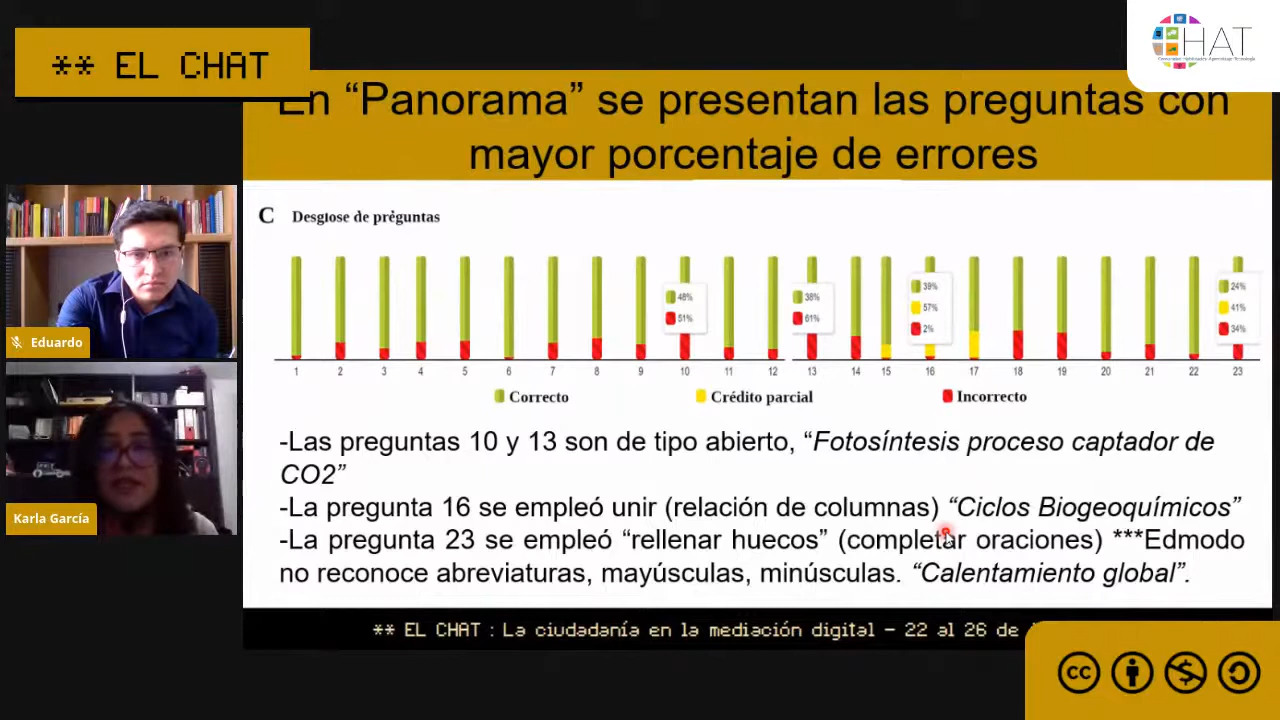 ** EL CHAT
HAT
En “Panorama” se presentan las preguntas con
mayor porcentaje de errores
C Desglose de preguntas
48%
51%
38%
61%
39%
57%
2%
24%
41%
34%
1 2 3 4 5 6 7 8 9 10 11 12 13 14 15 16 17 18 19 20 21 22 23
Correcto Crédito parcial Incorrecto
Eduardo
Karla García
-Las preguntas 10 y 13 son de tipo abierto, “Fotosíntesis proceso captador de
CO2”
-La pregunta 16 se empleó unir (relación de columnas) “Ciclos Biogeoquímicos”
-La pregunta 23 se empleó “rellenar huecos” (completar oraciones) ***Edmodo
no reconoce abreviaturas, mayúsculas, minúsculas. “Calentamiento global”.
** EL CHAT : La ciudadanía en la mediación digital – 22 al 26 de
cc